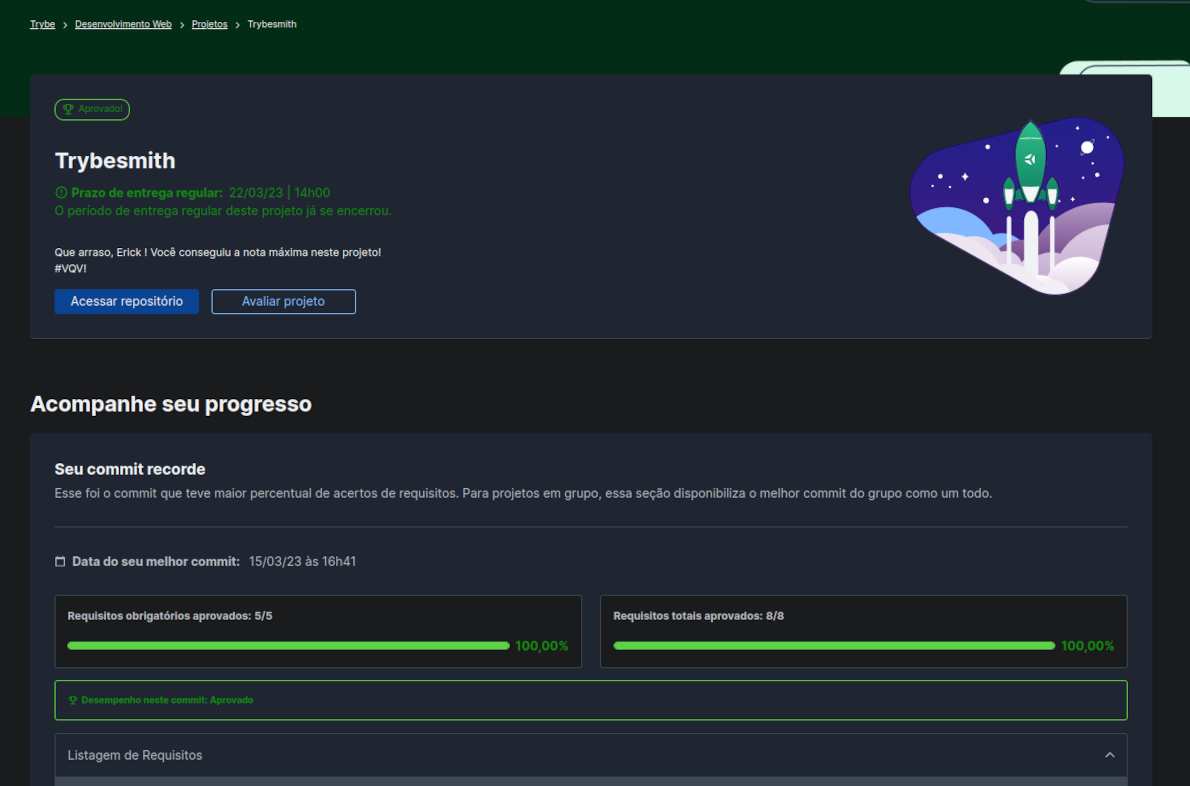 Trybe > Desenvolvimento Web > Projetos > Trybesmith
Aprovado!
Trybesmith
Prazo de entrega regular: 22/03/23 | 14h00
O período de entrega regular deste projeto já se encerrou.
Que arraso, Erick ! Você conseguiu a nota máxima neste projeto!
#VQV!
Acessar repositório
Avaliar projeto
Acompanhe seu progresso
Seu commit recorde
Esse foi o commit que teve maior percentual de acertos de requisitos. Para projetos em grupo, essa seção disponibiliza o melhor commit do grupo como um todo.
Data do seu melhor commit: 15/03/23 às 16h41
Requisitos obrigatórios aprovados: 5/5
100,00%
Requisitos totais aprovados: 8/8
100,00%
Desempenho neste commit: Aprovado
Listagem de Requisitos